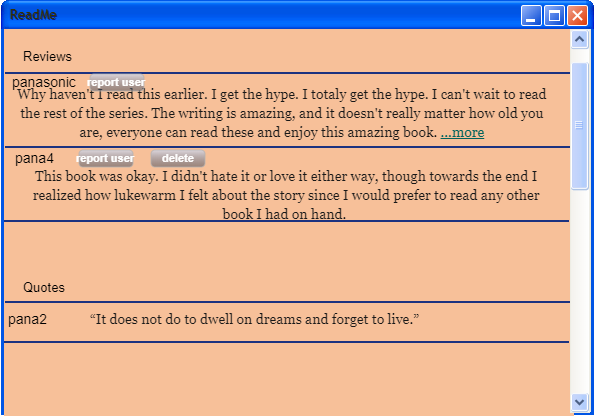 ReadMe
Reviews
panasonic report user
Why haven't I read this earlier. I get the hype. I totaly get the hype. I can't wait to read
the rest of the series. The writing is amazing, and it doesn't really matter how old you
are, everyone can read these and enjoy this amazing book. ...more
pana4 report user delete
This book was okay. I didn't hate it or love it either way, though towards the end I
realized how lukewarm I felt about the story since I would prefer to read any other
book I had on hand.
Quotes
pana2 “It does not do to dwell on dreams and forget to live.”